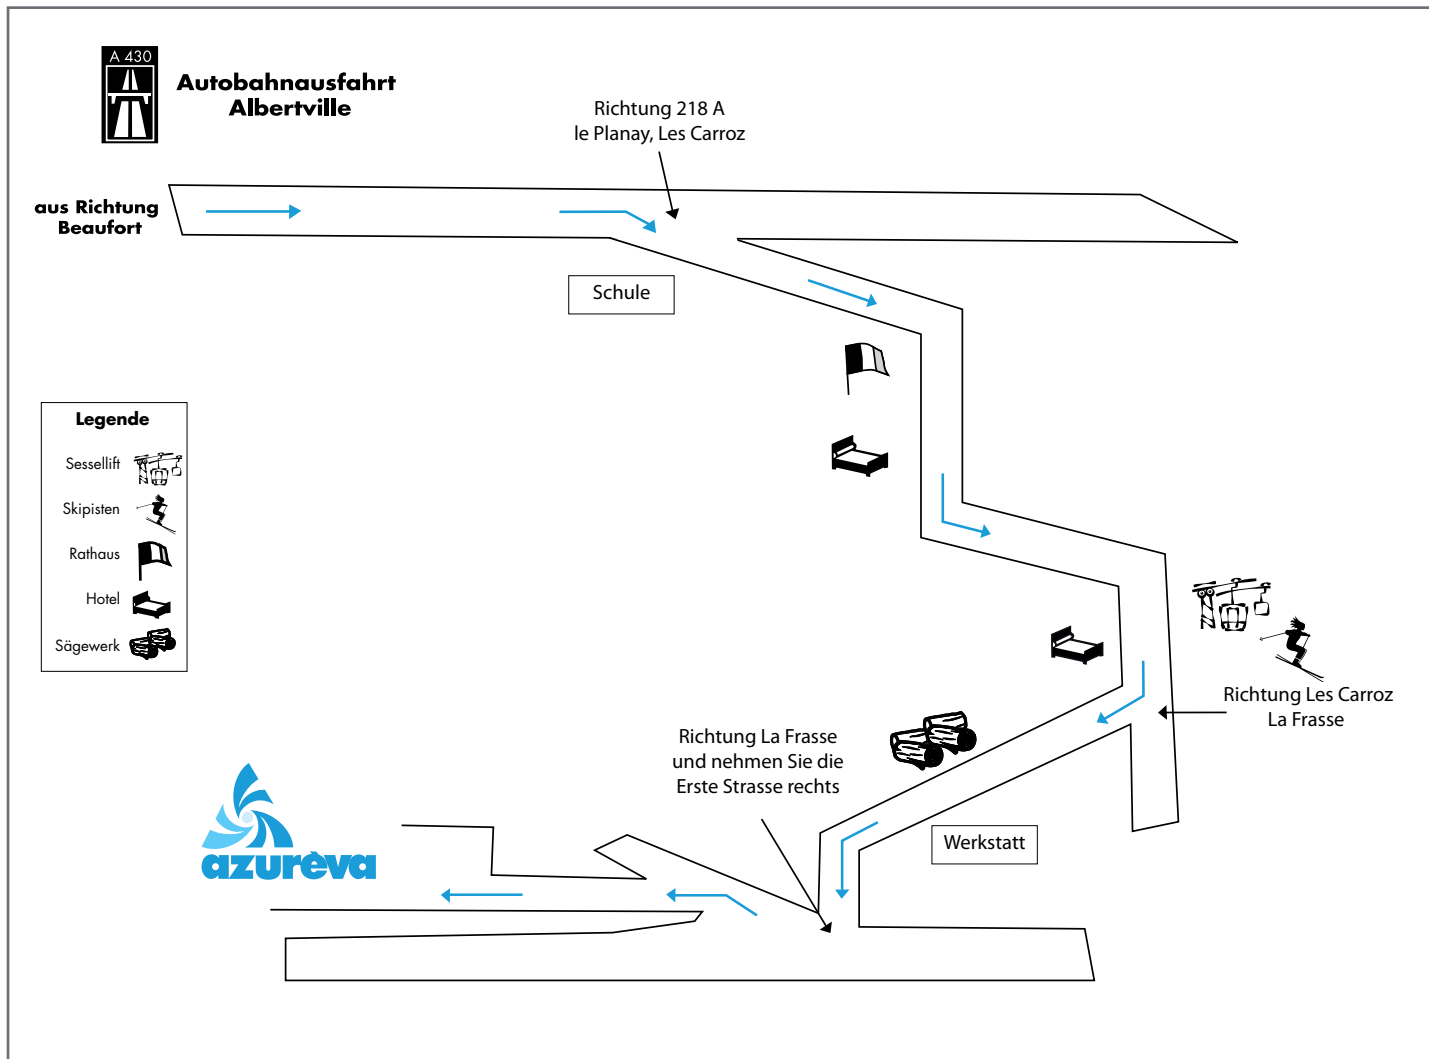 A 430
Autobahnausfahrt
Albertville
Richtung 218 A
le Planay, Les Carroz
aus Richtung
Beaufort
Schule
Legende
Sessellift
Skipisten
Rathaus
Hotel
Sägewerk
Richtung Les Carroz
La Frasse
Richtung La Frasse
und nehmen Sie die
Erste Strasse rechts
Werkstatt
azurèva